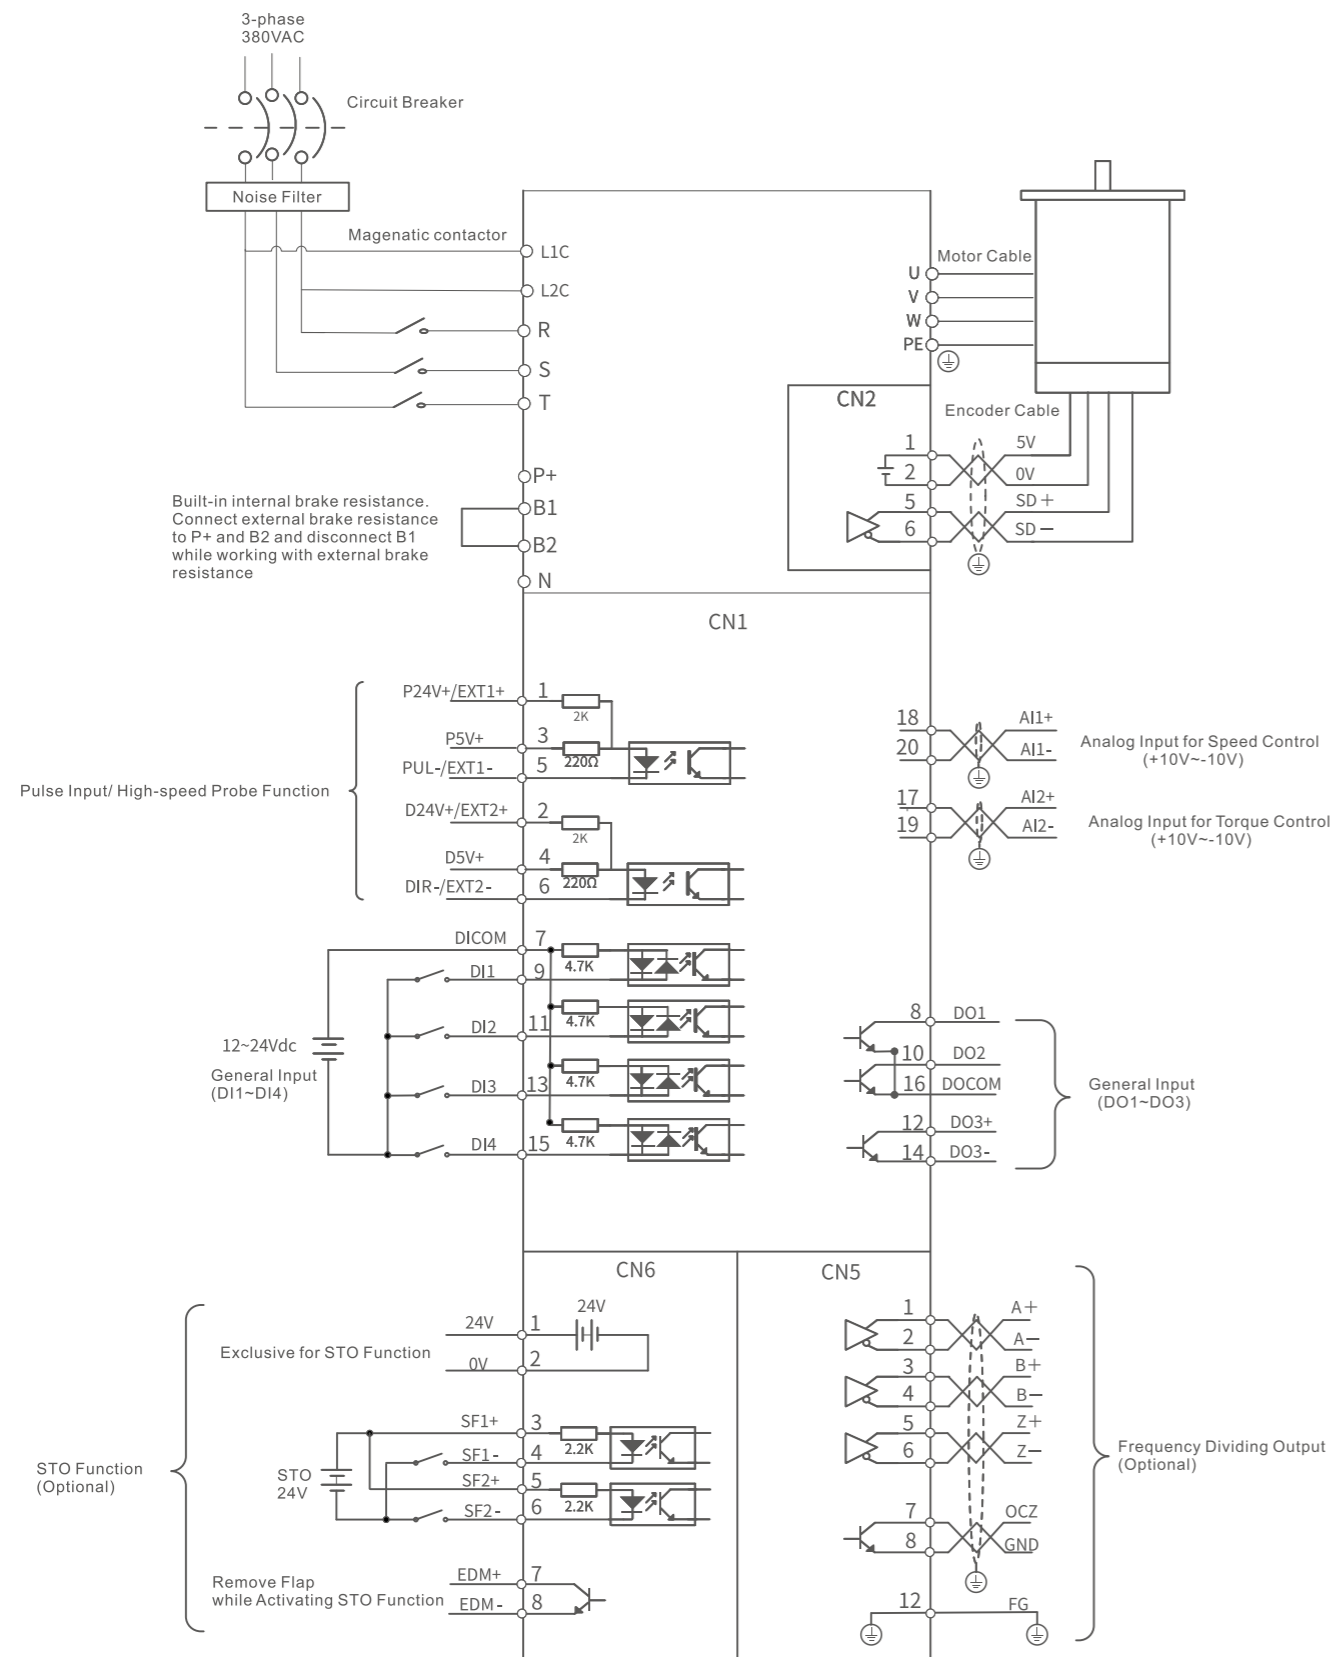 3-phase
380VAC
Circuit Breaker
Noise Filter
Magenatic contactor
L1C
L2C
R
S
T
P+
B1
B2
N
Built-in internal brake resistance.
Connect external brake resistance
to P+ and B2 and disconnect B1
while working with external brake
resistance
Motor Cable
U
V
W
PE
CN2
Encoder Cable
1
5V
2
0V
5
SD+
6
SD-
CN1
Pulse Input/ High-speed Probe Function
P24V+/EXT1+
1
2K
P5V+
3
220Ω
PUL-/EXT1-
5
D24V+/EXT2+
2
2K
D5V+
4
220Ω
DIR-/EXT2-
6
DICOM
7
4.7K
DI1
9
4.7K
DI2
11
4.7K
DI3
13
4.7K
DI4
15
12~24Vdc
General Input
(DI1~DI4)
18
AI1+
20
AI1-
Analog Input for Speed Control
(+10V~-10V)
17
AI2+
19
AI2-
Analog Input for Torque Control
(+10V~-10V)
8
DO1
10
DO2
16
DOCOM
12
DO3+
14
DO3-
General Input
(DO1~DO3)
CN6
STO Function
(Optional)
24V
1
24V
Exclusive for STO Function
0V
2
SF1+
3
2.2K
SF1-
4
SF2+
5
2.2K
SF2-
6
STO
24V
Remove Flap
while Activating STO Function
EDM+
7
EDM-
8
CN5
1
A+
2
A-
3
B+
4
B-
5
Z+
6
Z-
7
OCZ
8
GND
12
FG
Frequency Dividing Output
(Optional)